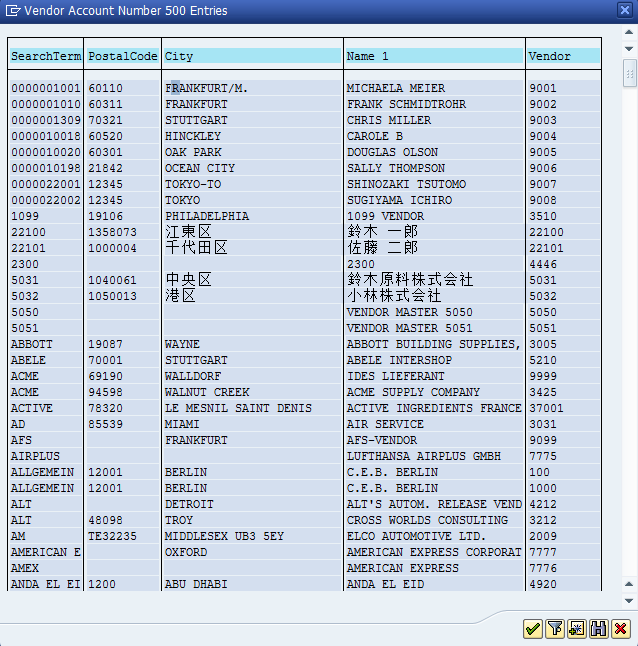 Vendor Account Number 500 Entries
SearchTerm PostalCode City Name 1 Vendor
0000001001 60110 FRANKFURT/M. MICHAELA MEIER 9001
0000001010 60311 FRANKFURT FRANK SCHMIDTROHR 9002
0000001309 70321 STUTTGART CHRIS MILLER 9003
0000010018 60520 HINCKLEY CAROLE B 9004
0000010020 60301 OAK PARK DOUGLAS OLSON 9005
0000010198 21842 OCEAN CITY SALLY THOMPSON 9006
0000022001 12345 TOKYO-TO SHINOZAKI TSUTOMO 9007
0000022002 12345 TOKYO SUGIYAMA ICHIRO 9008
1099 19106 PHILADELPHIA 1099 VENDOR 3510
22100 1358073 江東区 鈴木 一郎 22100
22101 1000004 千代田区 佐藤 二郎 22101
2300 2300 4446
5031 1040061 中央区 鈴木原料株式会社 5031
5032 1050013 港区 小林株式会社 5032
5050 VENDOR MASTER 5050 5050
5051 VENDOR MASTER 5051 5051
ABBOTT 19087 WAYNE ABBOTT BUILDING SUPPLIES, 3005
ABELE 70001 STUTTGART ABELE INTERSHOP 5210
ACME 69190 WALLDORF IDES LIEFERANT 9999
ACME 94598 WALNUT CREEK ACME SUPPLY COMPANY 3425
ACTIVE 78320 LE MESNIL SAINT DENIS ACTIVE INGREDIENTS FRANCE 37001
AD 85539 MIAMI AIR SERVICE 3031
AFS FRANKFURT AFS-VENDOR 9099
AIRPLUS LUFTHANSA AIRPLUS GMBH 7775
ALLGEMEIN 12001 BERLIN C.E.B. BERLIN 100
ALLGEMEIN 12001 BERLIN C.E.B. BERLIN 1000
ALT DETROIT ALT'S AUTOM. RELEASE VEND 4212
ALT 48098 TROY CROSS WORLDS CONSULTING 3212
AM TE32235 MIDDLESEX UB3 5EY ELCO AUTOMOTIVE LTD. 2009
AMERICAN E OXFORD AMERICAN EXPRESS CORPORAT 7777
AMEX AMERICAN EXPRESS 7776
ANDA EL EI 1200 ABU DHABI ANDA EL EID 4920